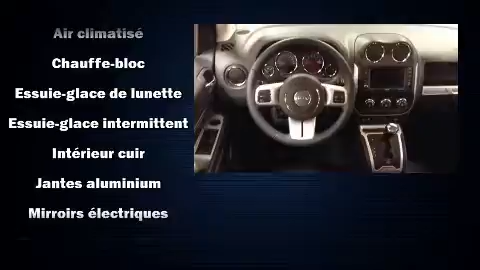 Air climatisé
Chauffe-bloc
Essuie-glace de lunette
Essuie-glace intermittent
Intérieur cuir
Jantes aluminium
Mirroirs électriques